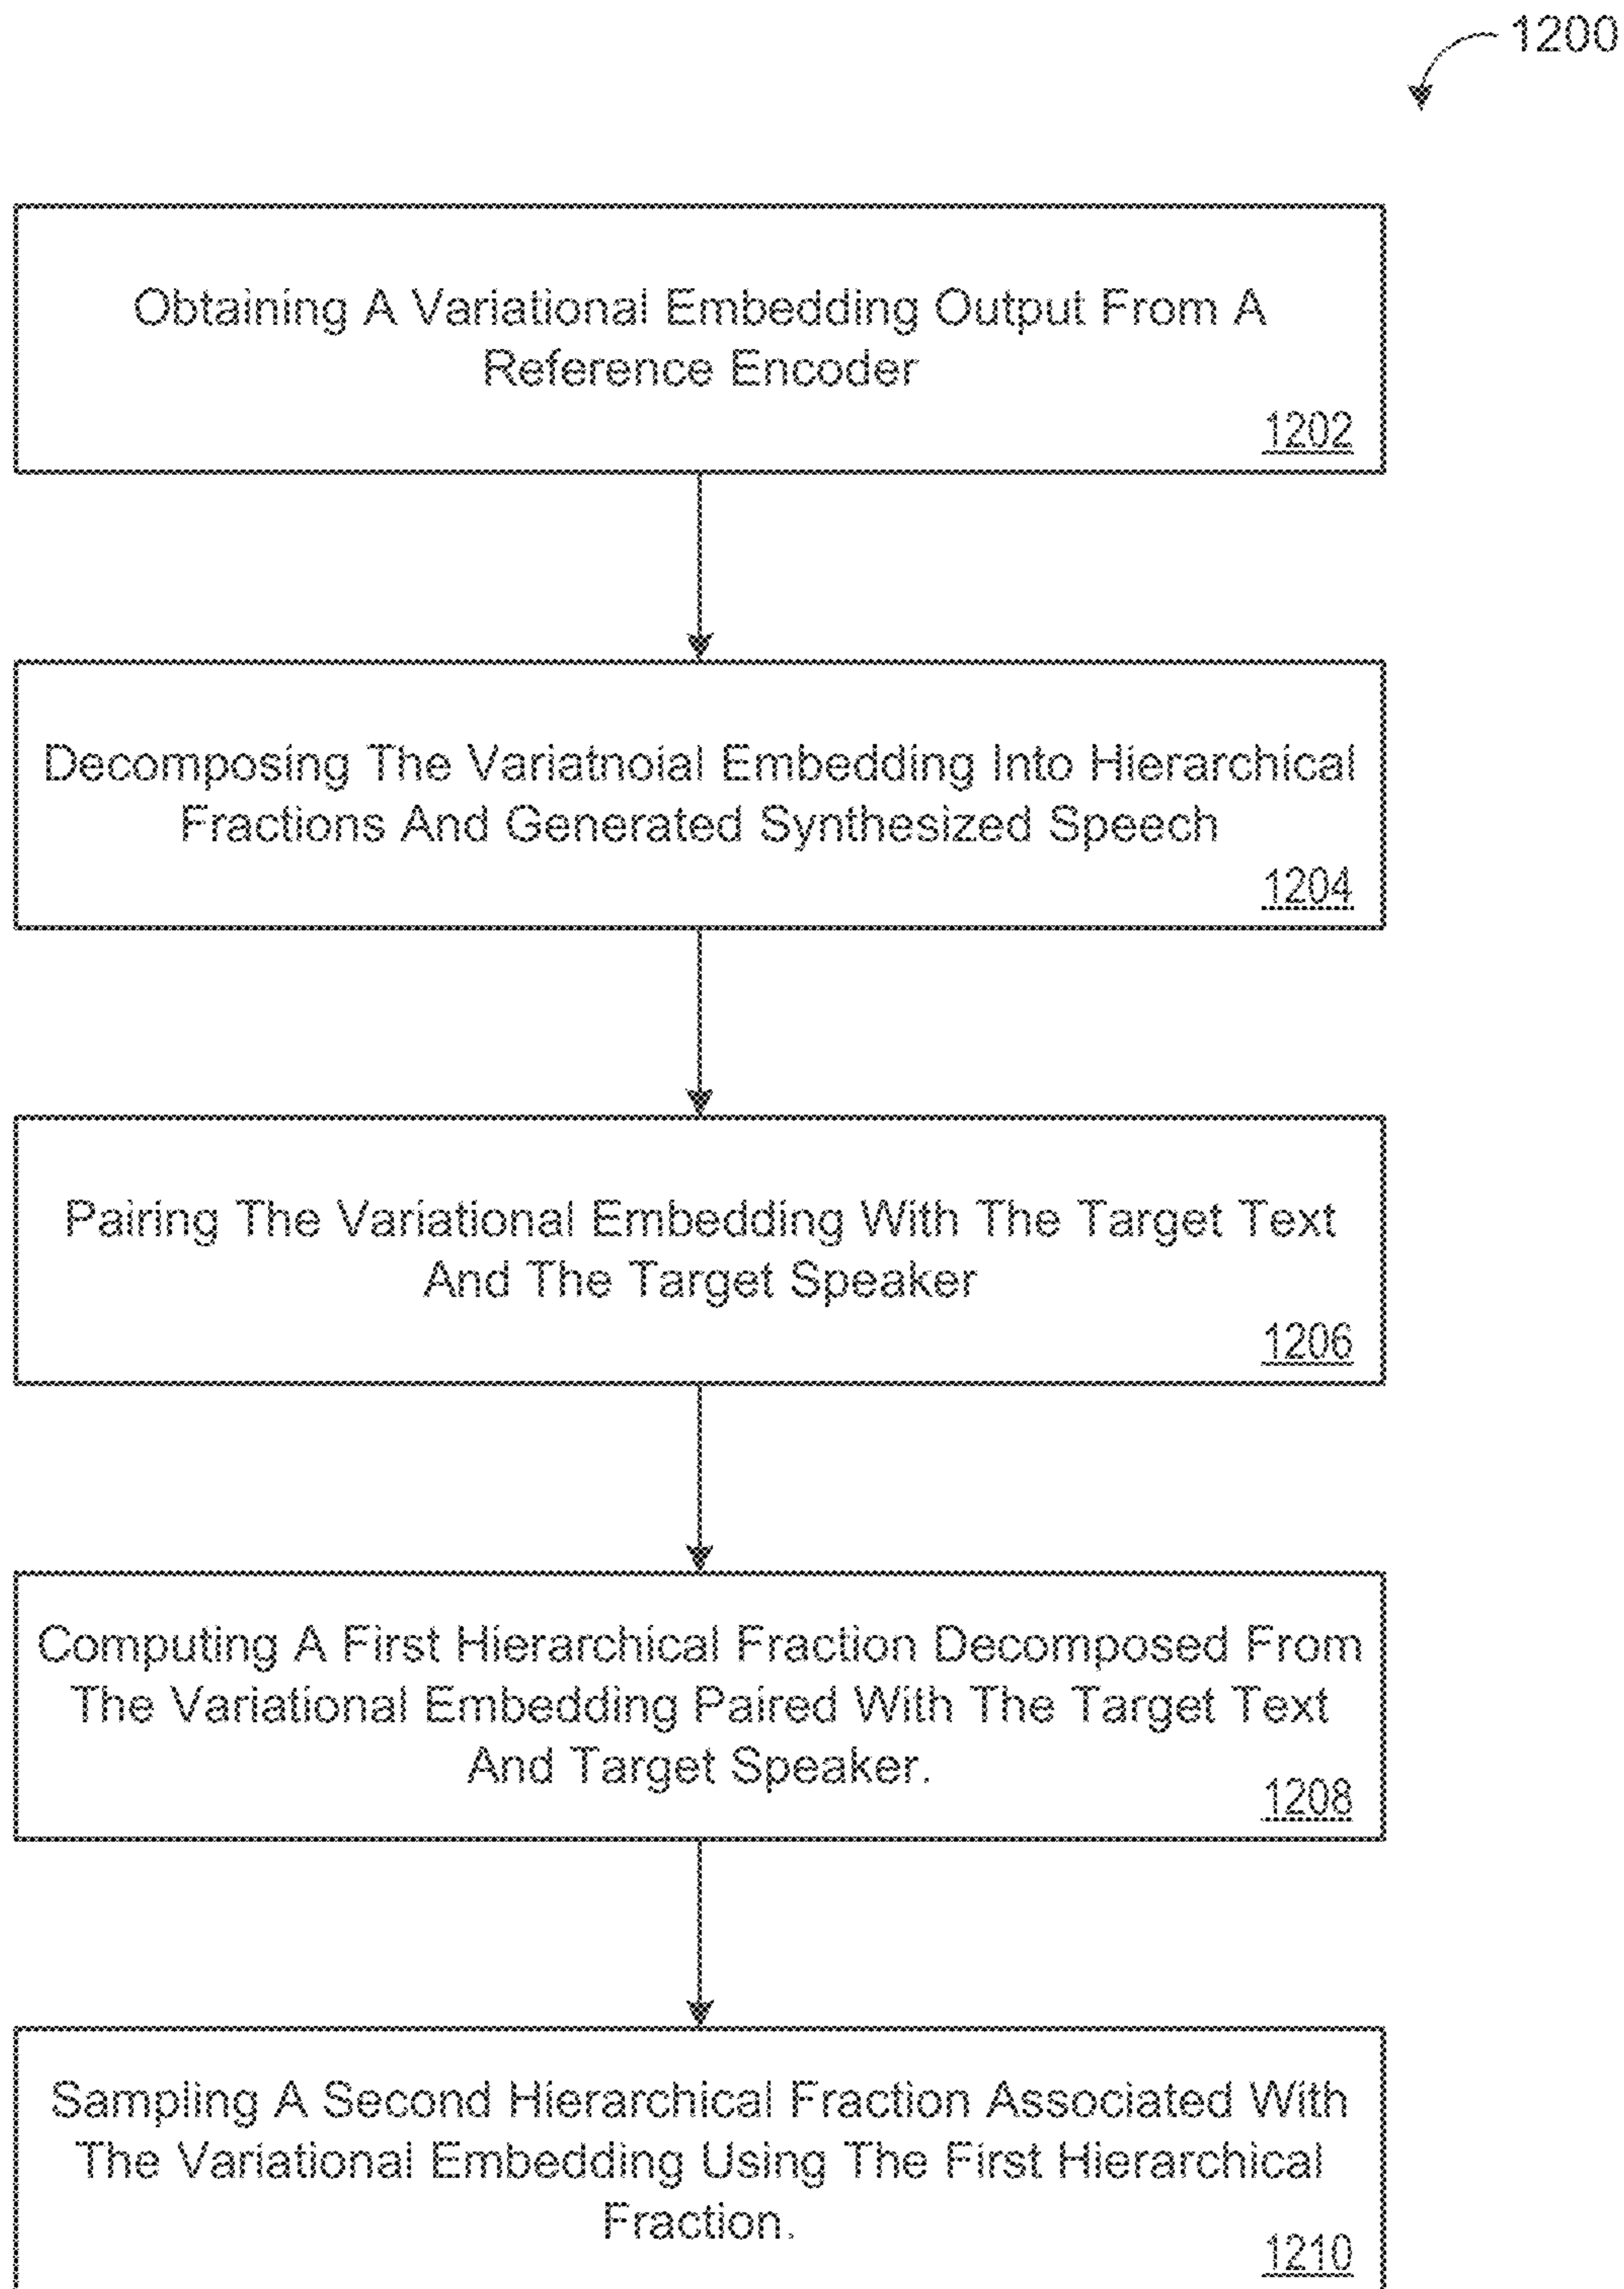 1200
Obtaining A Variational Embedding Output From A
Reference Encoder
1202
Decomposing The Variatnoial Embedding Into Hierarchical
Fractions And Generated Synthesized Speech
1204
Pairing The Variational Embedding With The Target Text
And The Target Speaker
1206
Computing A First Hierarchical Fraction Decomposed From
The Variational Embedding Paired With The Target Text
And Target Speaker.
1208
Sampling A Second Hierarchical Fraction Associated With
The Variational Embedding Using The First Hierarchical
Fraction.
1210